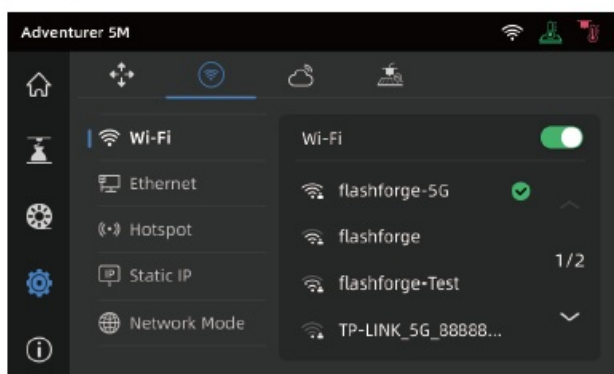 Adventurer 5M
Wi-Fi
Ethernet
Hotspot
IP Static IP
Network Mode
Wi-Fi
flashforge-5G
flashforge
flashforge-Test
TP-LINK_5G_88888...
1/2